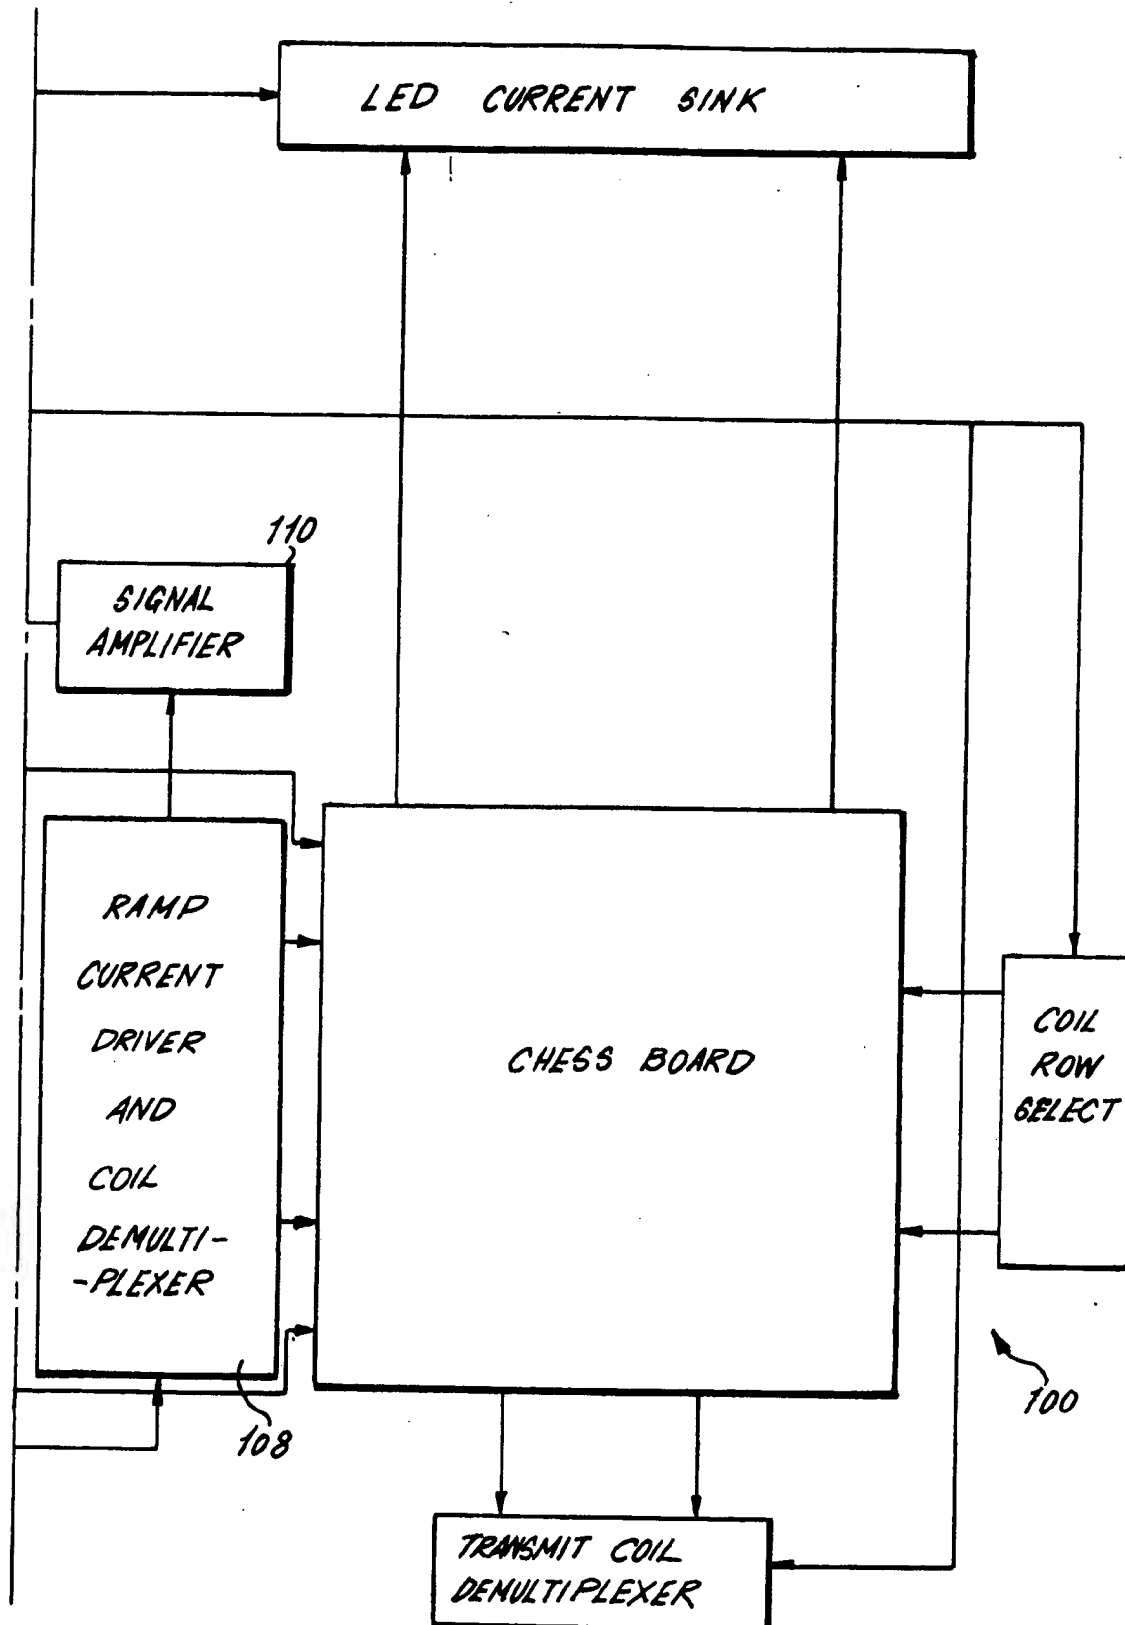 LED CURRENT SINK
110
SIGNAL
AMPLIFIER
RAMP
CURRENT
DRIVER
AND
COIL
DEMULTI-
-PLEXER
CHESS BOARD
COIL
ROW
SELECT
100
108
TRANSMIT COIL
DEMULTIPLEXER